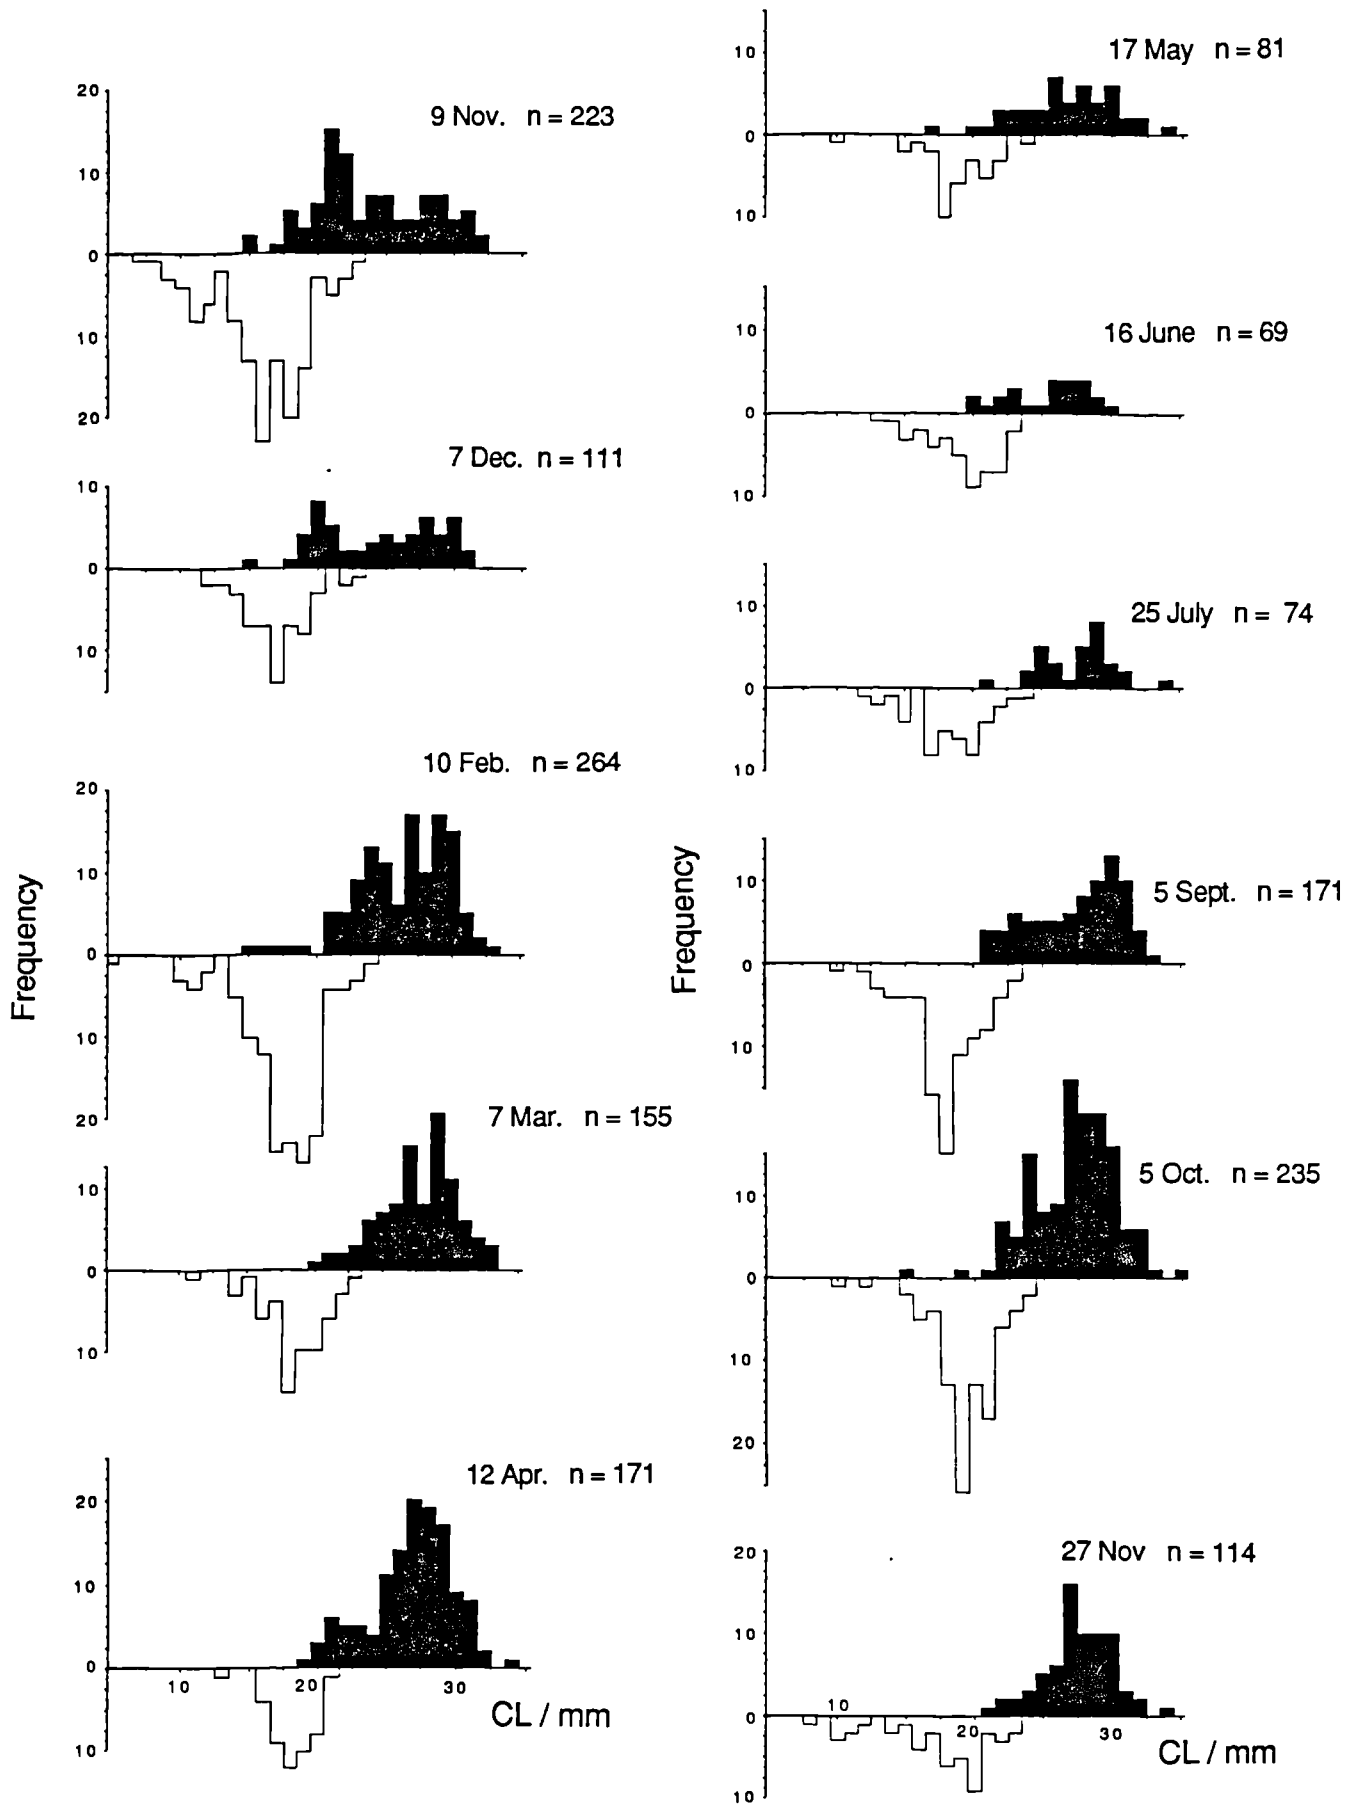 20
9 Nov. n = 223
10
0
10
20
7 Dec. n = 111
10
0
10
10 Feb. n = 264
20
10
0
10
20
7 Mar. n = 155
10
0
10
12 Apr. n = 171
20
10
0
10 20 30
CL / mm
10
Frequency
17 May n = 81
10
0
10
16 June n = 69
10
0
10
25 July n = 74
10
0
10
5 Sept. n = 171
10
0
10
5 Oct. n = 235
10
0
10
20
27 Nov n = 114
20
10
0
10 20 30
CL / mm
10
Frequency